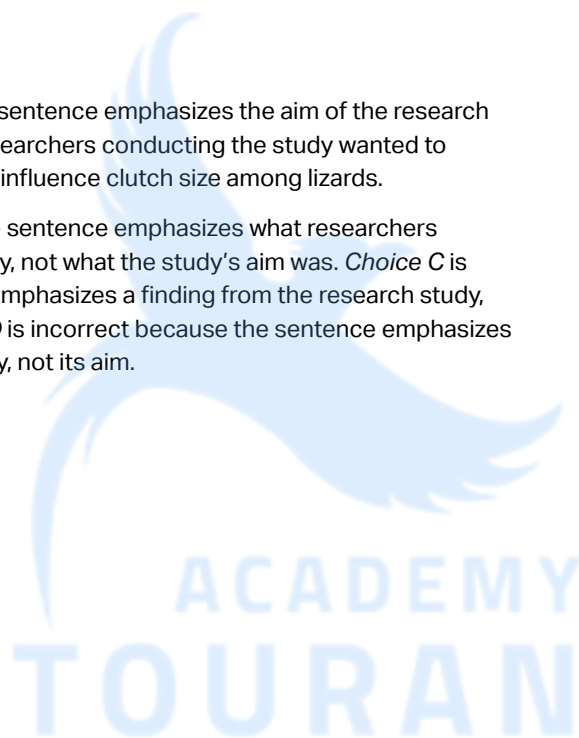 sentence emphasizes the aim of the research
earchers conducting the study wanted to
influence clutch size among lizards.
sentence emphasizes what researchers
y, not what the study's aim was. Choice C is
emphasizes a finding from the research study,
is incorrect because the sentence emphasizes
y, not its aim.
ACADEMY
TOURAN